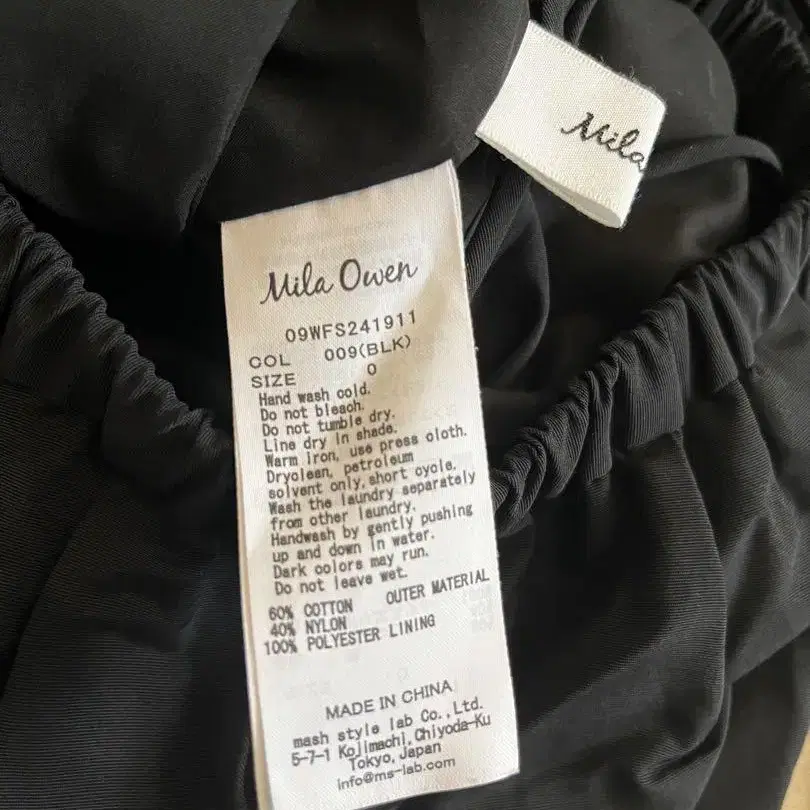 Mila
Mila Owen
09WFS241911
COL 009(BLK)
SIZE 0
Hand wash cold.
Do not bleach.
Do not tumble dry.
Line dry in shade.
Warm iron, use press cloth.
Dryclean, petroleum
solvent only, short cycle.
Wash the laundry separately
from other laundry.
Handwash by gently pushing
up and down in water.
Dark colors may run.
Do not leave wet.
60% COTTON OUTER MATERIAL
40% NYLON
100% POLYESTER LINING
MADE IN CHINA
mash style lab Co., Ltd.
5-7-1 Kojimachi, Chiyoda-Ku
Tokyo, Japan
info@ms-lab.com